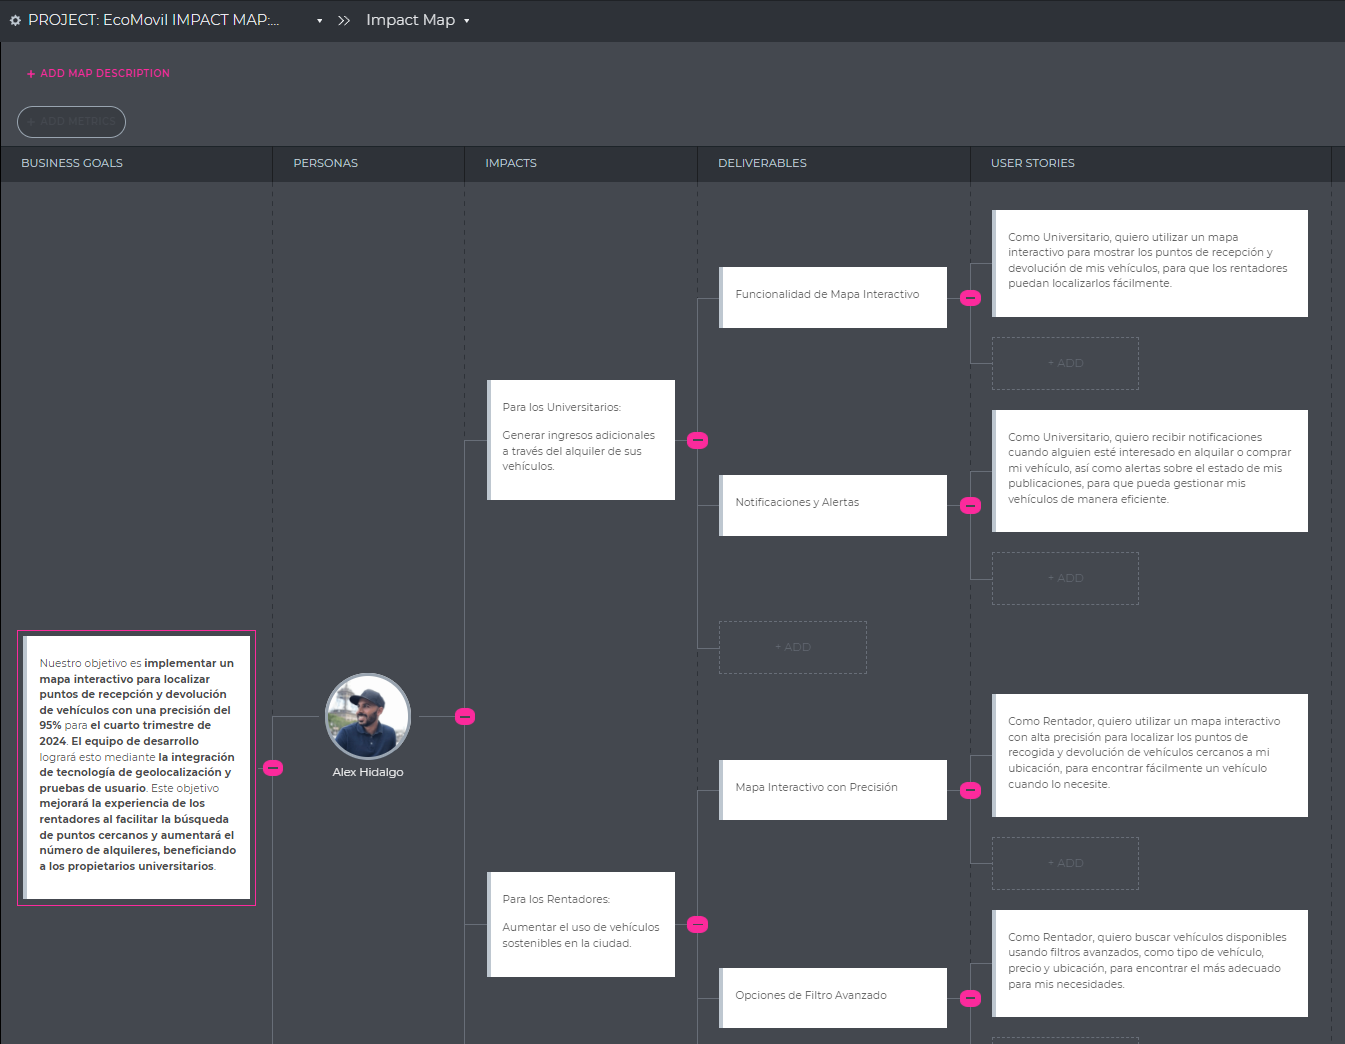 PROJECT: EcoMovil IMPACT MAP:...
Impact Map
+ ADD MAP DESCRIPTION
+ ADD METRICS
BUSINESS GOALS
PERSONAS
IMPACTS
DELIVERABLES
USER STORIES
Nuestro objetivo es implementar un
mapa interactivo para localizar
puntos de recepción y devolución
de vehículos con una precisión del
95% para el cuarto trimestre de
2024. El equipo de desarrollo
logrará esto mediante la integración
de tecnología de geolocalización y
pruebas de usuario. Este objetivo
mejorará la experiencia de los
rentadores al facilitar la búsqueda
de puntos cercanos y aumentará el
número de alquileres, beneficiando
a los propietarios universitarios.
Alex Hidalgo
Para los Universitarios:
Generar ingresos adicionales
a través del alquiler de sus
vehículos.
Funcionalidad de Mapa Interactivo
Como Universitario, quiero utilizar un mapa
interactivo para mostrar los puntos de recepción y
devolución de mis vehículos, para que los rentadores
puedan localizarlos fácilmente.
+ ADD
Notificaciones y Alertas
Como Universitario, quiero recibir notificaciones
cuando alguien esté interesado en alquilar o comprar
mi vehículo, así como alertas sobre el estado de mis
publicaciones, para que pueda gestionar mis
vehículos de manera eficiente.
+ ADD
+ ADD
Para los Rentadores:
Aumentar el uso de vehículos
sostenibles en la ciudad.
Mapa Interactivo con Precisión
Como Rentador, quiero utilizar un mapa interactivo
con alta precisión para localizar los puntos de
recogida y devolución de vehículos cercanos a mi
ubicación, para encontrar fácilmente un vehículo
cuando lo necesite.
+ ADD
Opciones de Filtro Avanzado
Como Rentador, quiero buscar vehículos disponibles
usando filtros avanzados, como tipo de vehículo,
precio y ubicación, para encontrar el más adecuado
para mis necesidades.